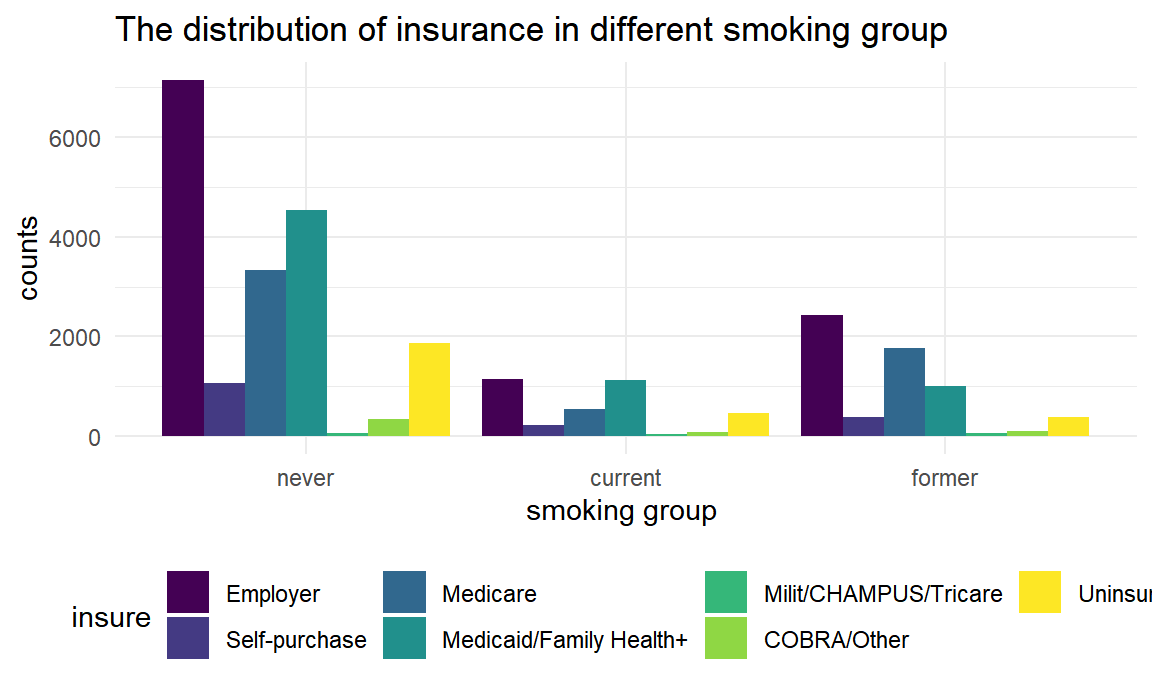 The distribution of insurance in different smoking group
counts
6000
4000
2000
0
never current former
smoking group
insure
Employer Medicare Milit/CHAMPUS/Tricare
Self-purchase Medicaid/Family Health+ COBRA/Other